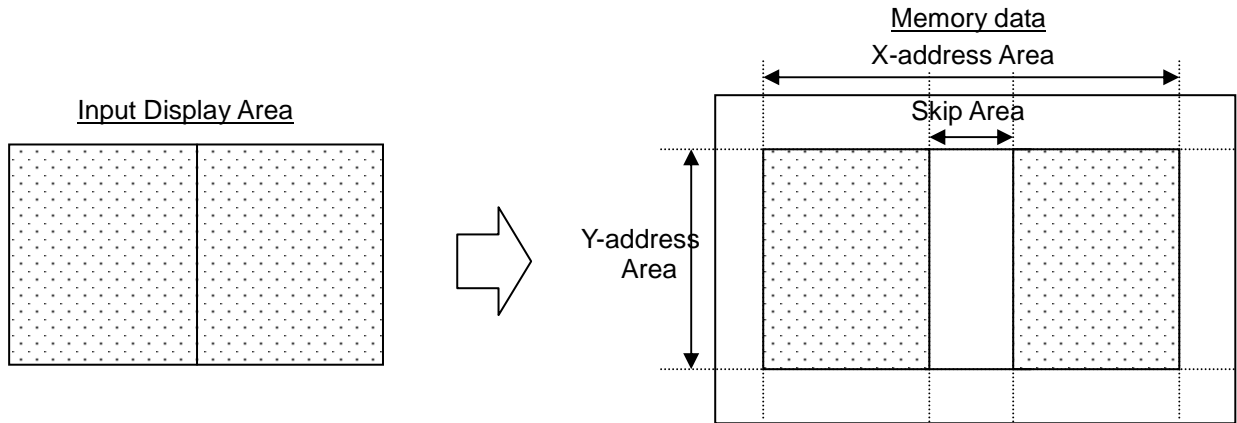 Memory data
X-address Area
Input Display Area
Skip Area
Y-address
Area